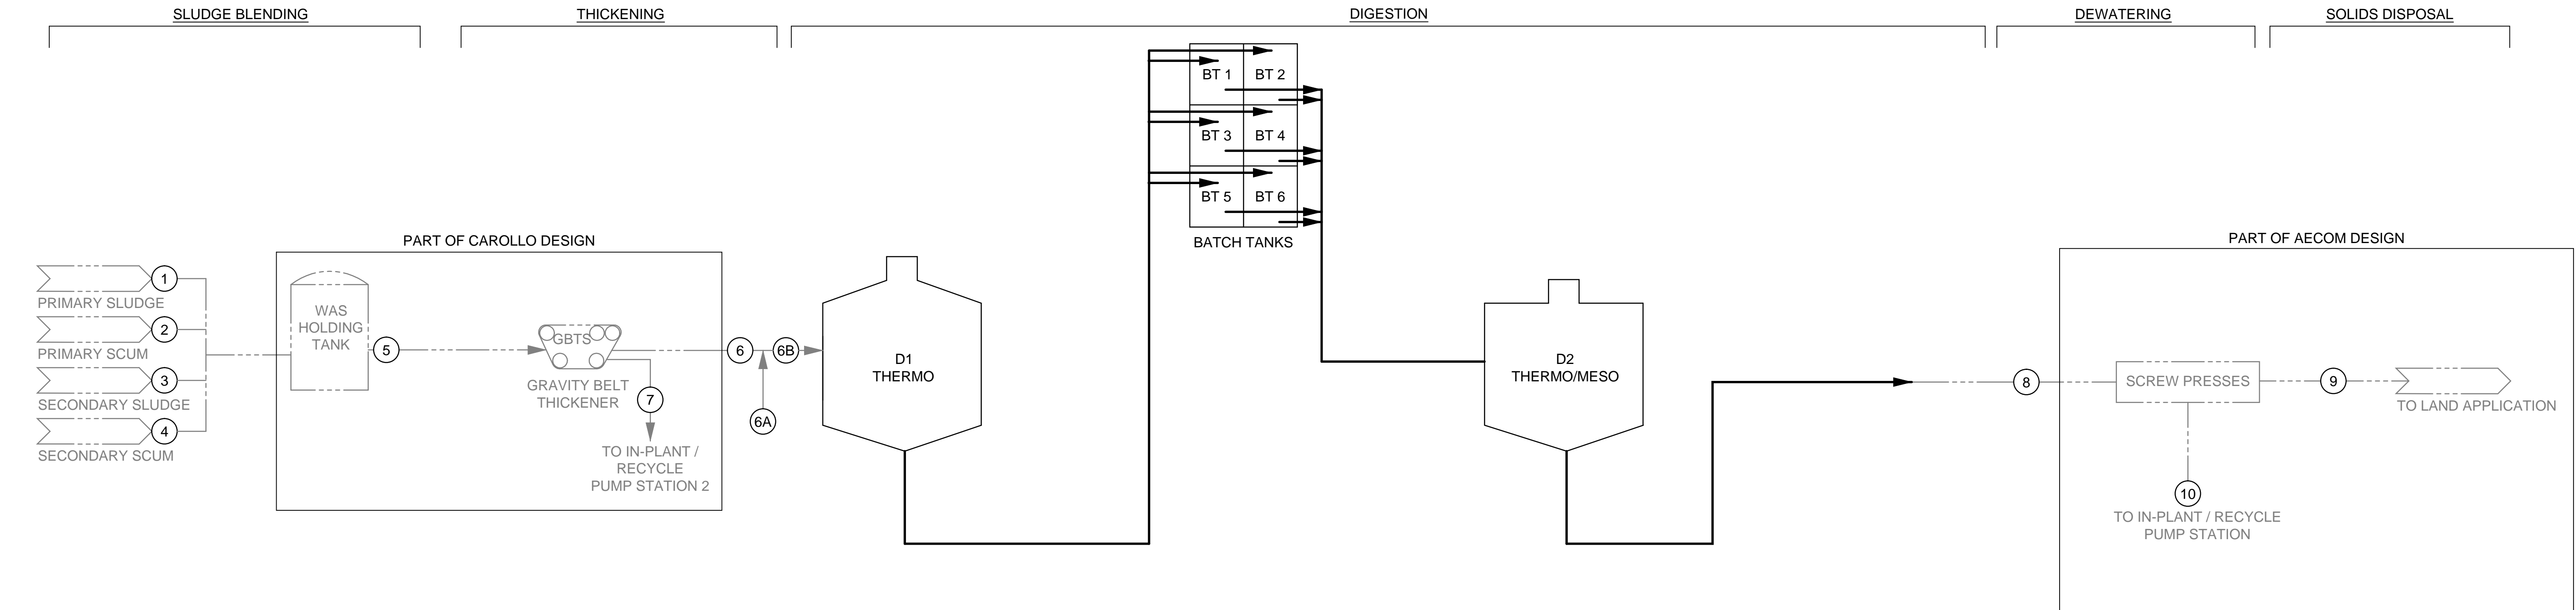 SLUDGE BLENDING
THICKENING
DIGESTION
DEWATERING
SOLIDS DISPOSAL
BT 1
BT 2
BT 3
BT 4
BT 5
BT 6
BATCH TANKS
PART OF CAROLLO DESIGN
PART OF AECOM DESIGN
1
PRIMARY SLUDGE
2
PRIMARY SCUM
3
SECONDARY SLUDGE
4
SECONDARY SCUM
WAS
HOLDING
TANK
5
GBTS
GRAVITY BELT
THICKENER
7
TO IN-PLANT /
RECYCLE
PUMP STATION 2
6
6A
6B
D1
THERMO
D2
THERMO/MESO
8
SCREW PRESSES
9
TO LAND APPLICATION
10
TO IN-PLANT / RECYCLE
PUMP STATION